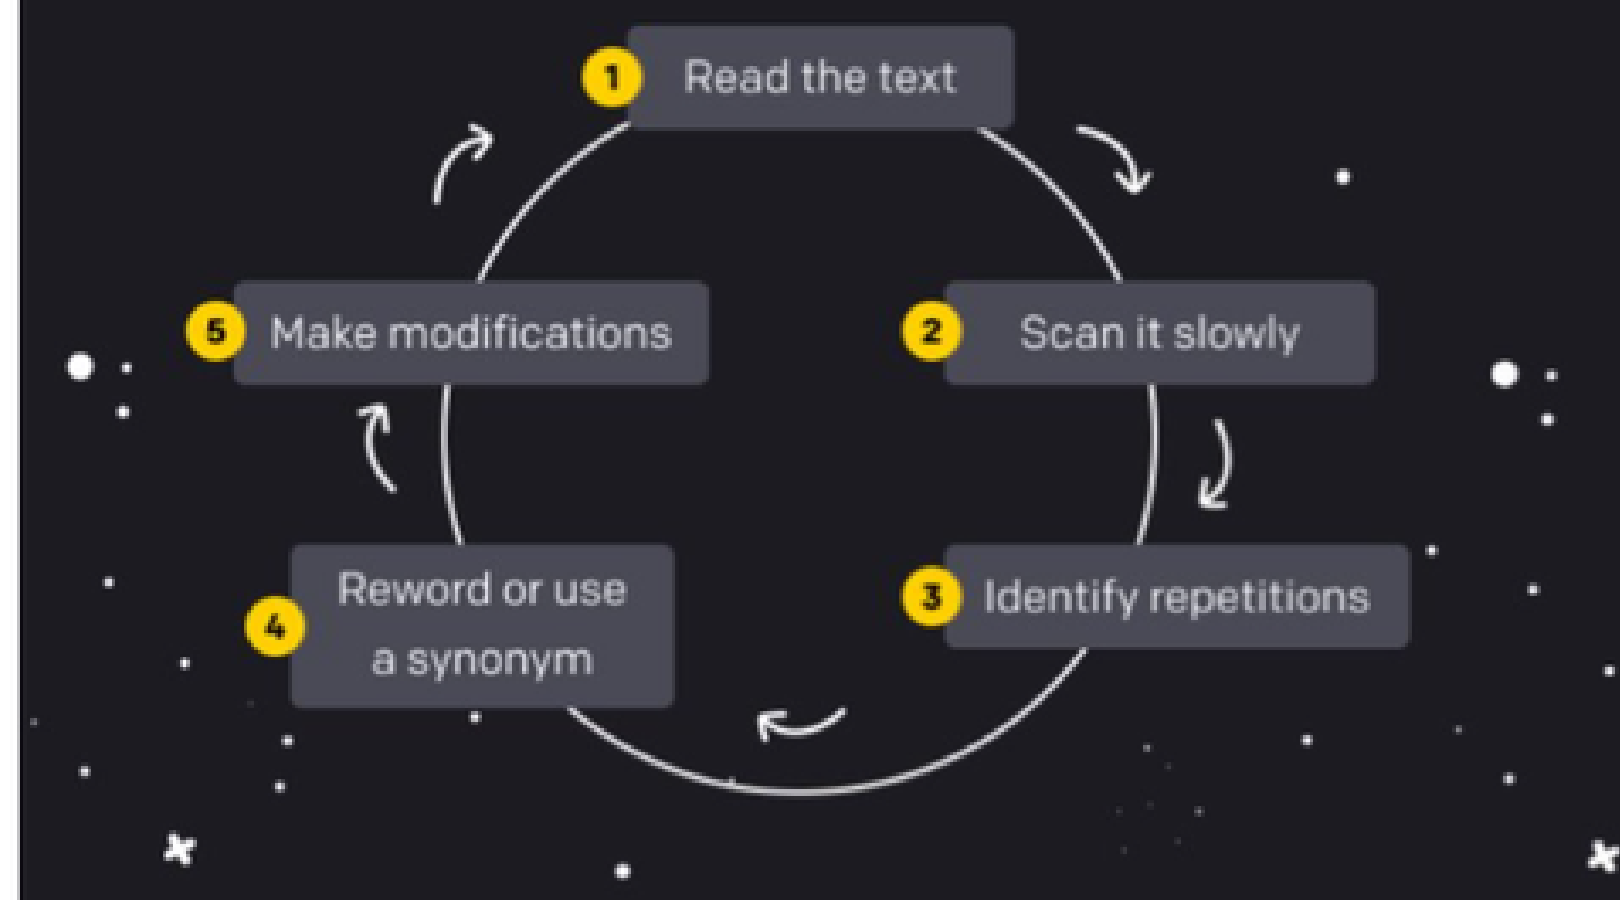 1 Read the text
2 Scan it slowly
3 Identify repetitions
4 Reword or use
a synonym
5 Make modifications